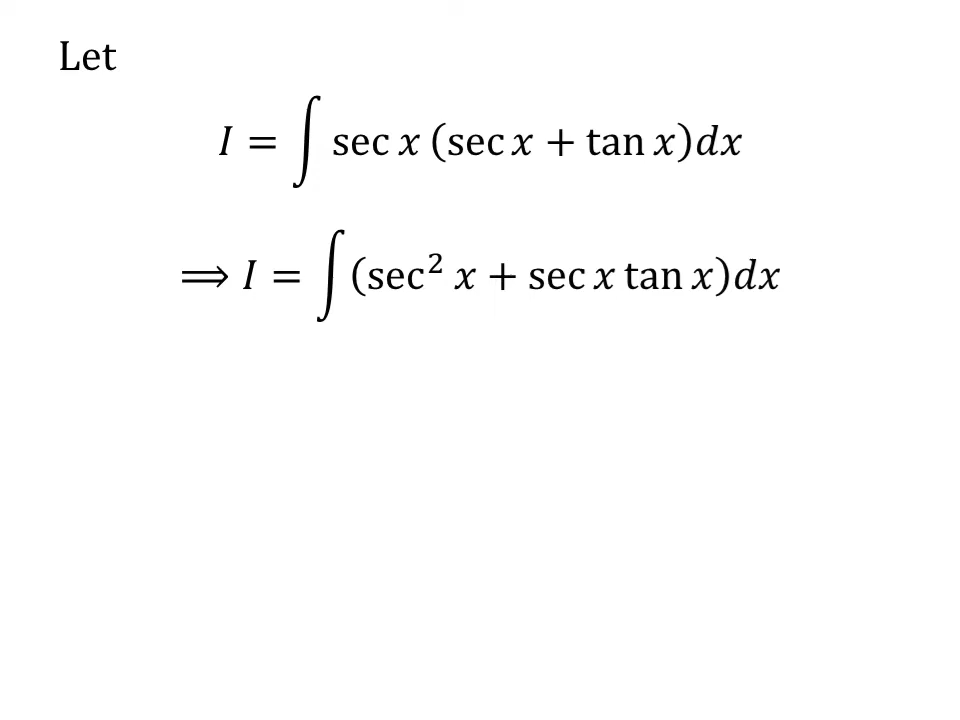 Let
I = ∫ sec x (sec x + tan x)dx
⟹ I = ∫(sec² x + sec x tan x)dx